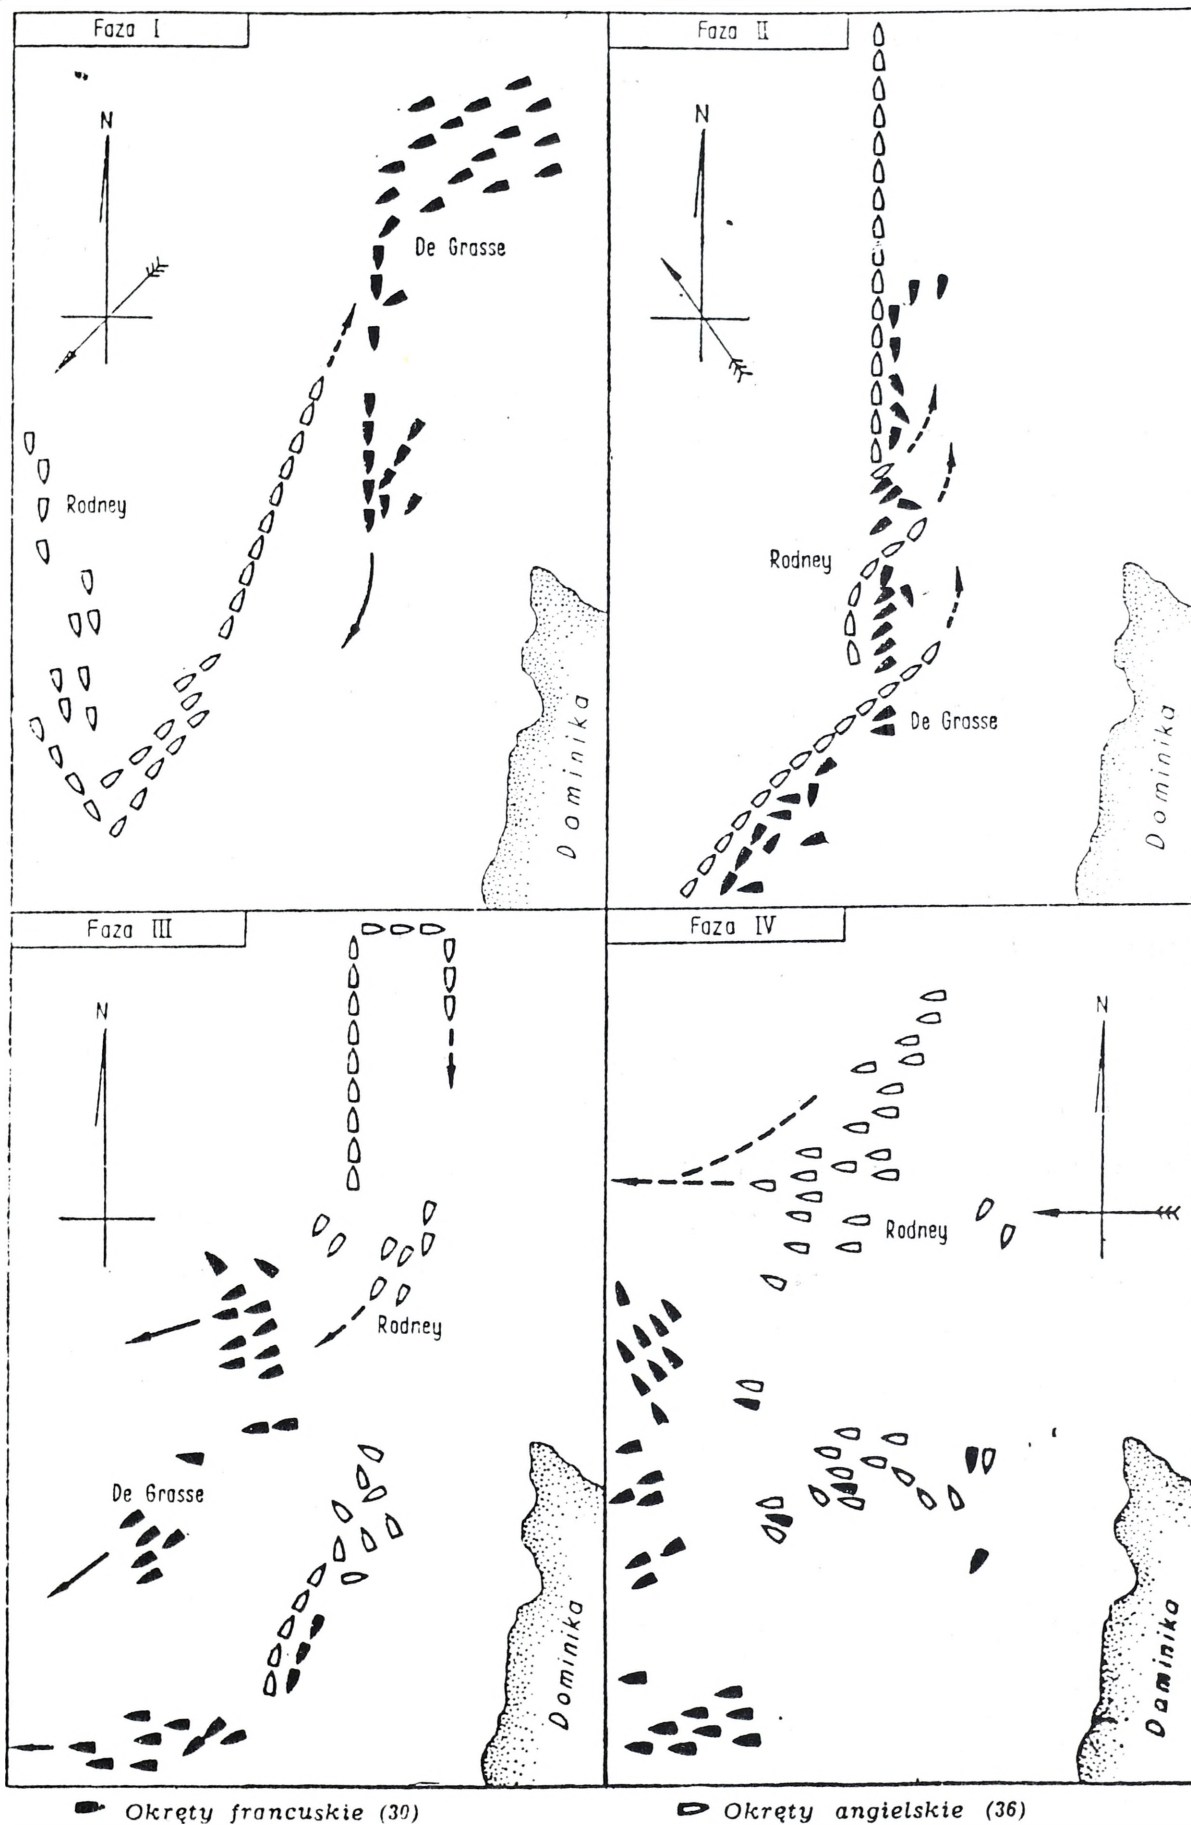 Faza I
N
De Grasse
Rodney
Dominika
Faza II
N
Rodney
De Grasse
Dominika
Faza III
N
Rodney
De Grasse
Dominika
Faza IV
N
Rodney
Dominika
Okręty francuskie (30)
Okręty angielskie (36)